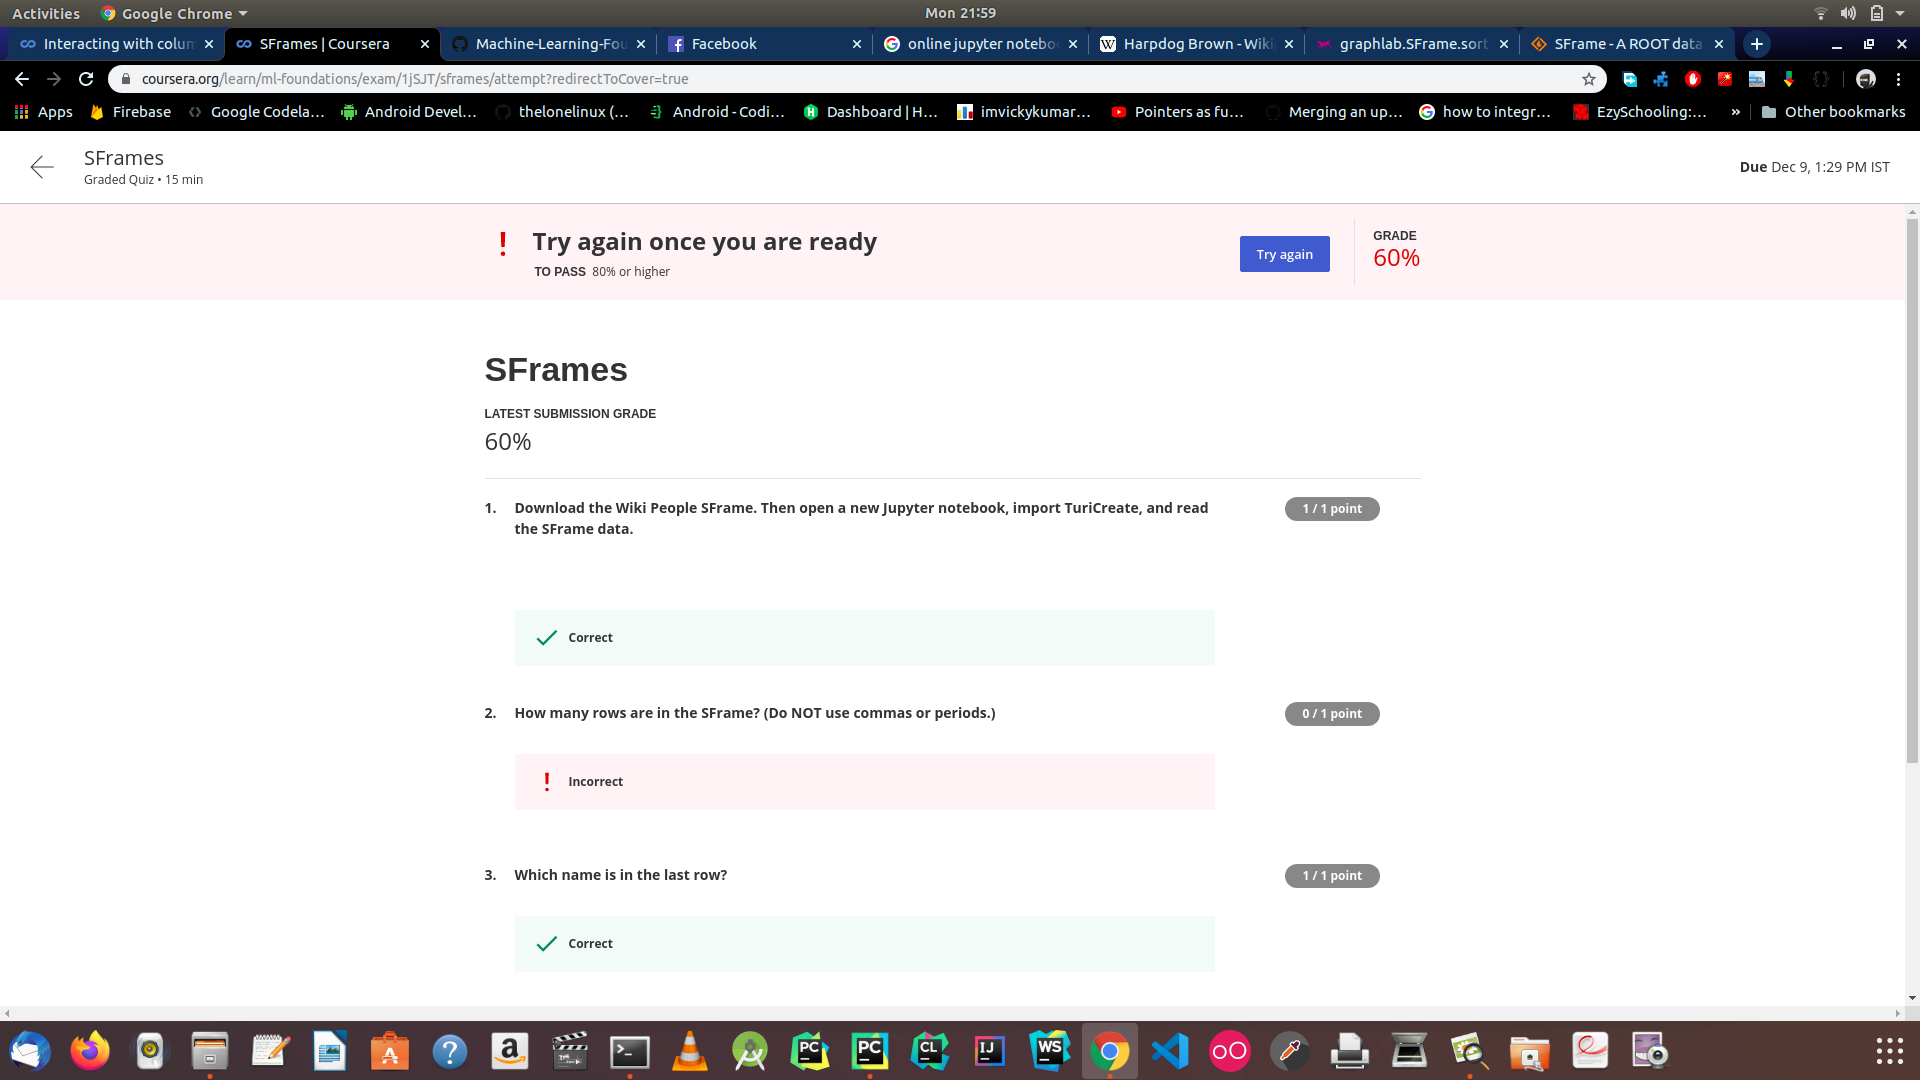 Activities Google Chrome Mon 21:59
Interacting with colum SFrames | Coursera Machine-Learning-Fou Facebook online jupyter notebo Harpdog Brown - Wiki graphlab.SFrame.sort SFrame - A ROOT data
coursera.org/learn/ml-foundations/exam/1jSJT/sframes/attempt?redirectToCover=true
Apps Firebase Google Codela… Android Devel… thelonelinux (… Android - Codi… Dashboard | H… imvickykumar… Pointers as fu… Merging an up… how to integr… EzySchooling:… » Other bookmarks
SFrames
Graded Quiz • 15 min
Due Dec 9, 1:29 PM IST
Try again once you are ready
TO PASS 80% or higher
Try again
GRADE
60%
SFrames
LATEST SUBMISSION GRADE
60%
1. Download the Wiki People SFrame. Then open a new Jupyter notebook, import TuriCreate, and read
the SFrame data.
1 / 1 point
Correct
2. How many rows are in the SFrame? (Do NOT use commas or periods.)
0 / 1 point
Incorrect
3. Which name is in the last row?
1 / 1 point
Correct